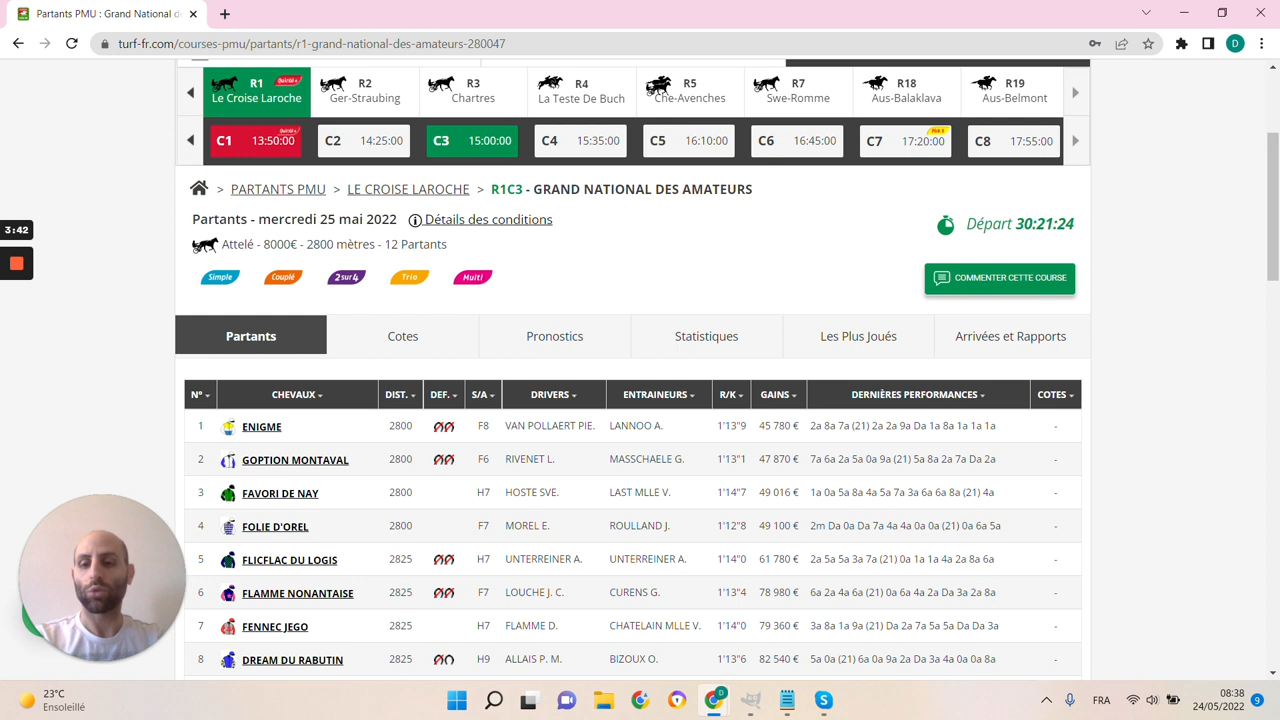 Partants PMU : Grand National d
turf-fr.com/courses-pmu/partants/r1-grand-national-des-amateurs-280047
R1 Quinté+ R2 R3 R4 R5 R7 R18 R19
Le Croise Laroche Ger-Straubing Chartres La Teste De Buch Che-Avenches Swe-Romme Aus-Balaklava Aus-Belmont
C1 13:50:00 Quinté+ C2 14:25:00 C3 15:00:00 C4 15:35:00 C5 16:10:00 C6 16:45:00 C7 17:20:00 Pick 5 C8 17:55:00
> PARTANTS PMU > LE CROISE LAROCHE > R1C3 - GRAND NATIONAL DES AMATEURS
Partants - mercredi 25 mai 2022 Détails des conditions
Départ 30:21:24
3:42
Attelé - 8000€ - 2800 mètres - 12 Partants
Simple Couplé 2 sur 4 Trio Multi
COMMENTER CETTE COURSE
Partants Cotes Pronostics Statistiques Les Plus Joués Arrivées et Rapports
N° CHEVAUX DIST. DEF. S/A DRIVERS ENTRAINEURS R/K GAINS DERNIÈRES PERFORMANCES COTES
1 ENIGME 2800 F8 VAN POLLAERT PIE. LANNOO A. 1'13"9 45 780 € 2a 8a 7a (21) 2a 2a 9a Da 1a 8a 1a 1a 1a -
2 GOPTION MONTAVAL 2800 F6 RIVENET L. MASSCHAELE G. 1'13"1 47 870 € 7a 6a 2a 5a 0a 9a (21) 5a 8a 2a 7a Da 2a -
3 FAVORI DE NAY 2800 H7 HOSTE SVE. LAST MLLE V. 1'14"7 49 016 € 1a 0a 5a 8a 4a 5a 7a 3a 6a 6a 8a (21) 4a -
4 FOLIE D'OREL 2800 F7 MOREL E. ROULLAND J. 1'12"8 49 100 € 2m Da 0a Da 7a 4a 4a 0a 0a (21) 0a 6a 5a -
5 FLICFLAC DU LOGIS 2825 H7 UNTERREINER A. UNTERREINER A. 1'14"0 61 780 € 2a 5a 5a 3a 7a (21) 0a 1a 1a 4a 2a 8a 6a -
6 FLAMME NONANTAISE 2825 F7 LOUCHE J. C. CURENS G. 1'13"4 78 980 € 6a 2a 4a 6a (21) 0a 6a 4a 2a Da 3a 2a 8a -
7 FENNEC JEGO 2825 H7 FLAMME D. CHATELAIN MLLE V. 1'14"0 79 360 € 3a 8a 1a 9a (21) Da 2a 7a 5a 5a Da Da 3a -
8 DREAM DU RABUTIN 2825 H9 ALLAIS P. M. BIZOUX O. 1'13"6 82 540 € 5a 0a (21) 6a 0a 9a 2a Da 3a 4a 0a 0a 8a -
23°C
Ensoleillé
FRA
08:38
24/05/2022
9